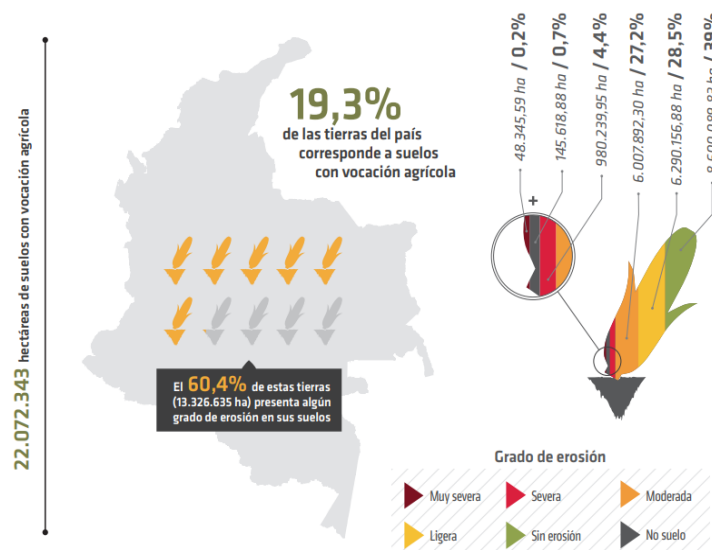 22.072.343 hectáreas de suelos con vocación agrícola
19,3%
de las tierras del país
corresponde a suelos
con vocación agrícola
El 60,4% de estas tierras
(13.326.635 ha) presenta algún
grado de erosión en sus suelos
48.345,59 ha / 0,2%
145.618,88 ha / 0,7%
980.239,95 ha / 4,4%
6.007.892,30 ha / 27,2%
6.290.156,88 ha / 28,5%
ha / 39%
+
Grado de erosión
Muy severa
Severa
Moderada
Ligera
Sin erosión
No suelo